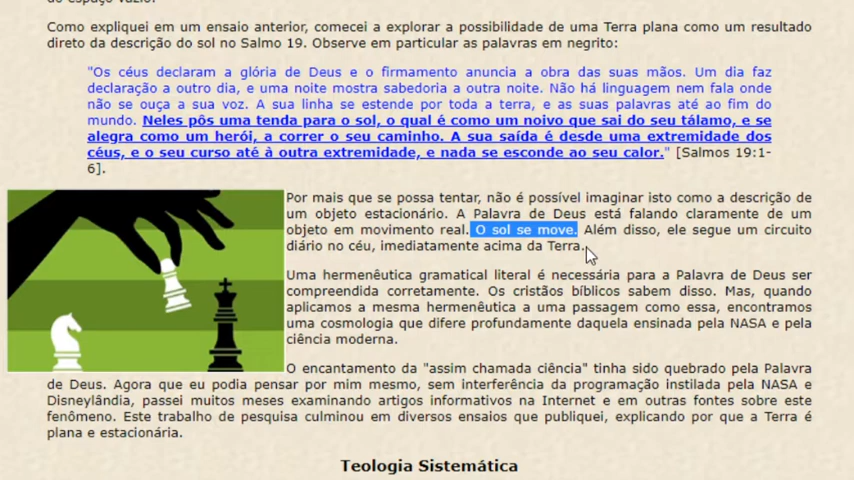 do espaço vazio.
Como expliquei em um ensaio anterior, comecei a explorar a possibilidade de uma Terra plana como um resultado
direto da descrição do sol no Salmo 19. Observe em particular as palavras em negrito:
"Os céus declaram a glória de Deus e o firmamento anuncia a obra das suas mãos. Um dia faz
declaração a outro dia, e uma noite mostra sabedoria a outra noite. Não há linguagem nem fala onde
não se ouça a sua voz. A sua linha se estende por toda a terra, e as suas palavras até ao fim do
mundo. Neles pôs uma tenda para o sol, o qual é como um noivo que sai do seu tálamo, e se
alegra como um herói, a correr o seu caminho. A sua saída é desde uma extremidade dos
céus, e o seu curso até à outra extremidade, e nada se esconde ao seu calor." [Salmos 19:1-
6].
Por mais que se possa tentar, não é possível imaginar isto como a descrição de
um objeto estacionário. A Palavra de Deus está falando claramente de um
objeto em movimento real. O sol se move. Além disso, ele segue um circuito
diário no céu, imediatamente acima da Terra.
Uma hermenêutica gramatical literal é necessária para a Palavra de Deus ser
compreendida corretamente. Os cristãos bíblicos sabem disso. Mas, quando
aplicamos a mesma hermenêutica a uma passagem como essa, encontramos
uma cosmologia que difere profundamente daquela ensinada pela NASA e pela
ciência moderna.
O encantamento da "assim chamada ciência" tinha sido quebrado pela Palavra
de Deus. Agora que eu podia pensar por mim mesmo, sem interferência da programação instilada pela NASA e
Disneylândia, passei muitos meses examinando artigos informativos na Internet e em outras fontes sobre este
fenômeno. Este trabalho de pesquisa culminou em diversos ensaios que publiquei, explicando por que a Terra é
plana e estacionária.
Teologia Sistemática